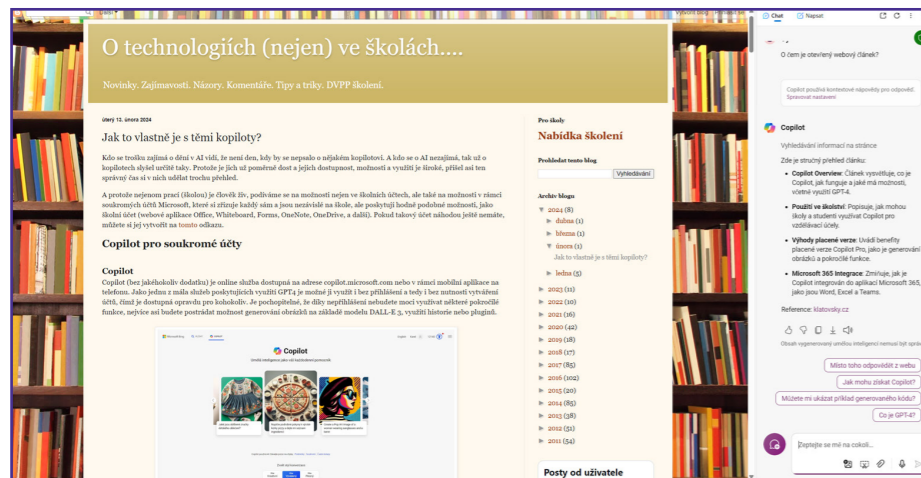 O technologiích (nejen) ve školách....
Novinky. Zajímavosti. Názory. Komentáře. Tipy a triky. DVPP školení.
úterý 13. února 2024
Jak to vlastně je s těmi kopiloty?
Kdo se trošku zajímá o dění v AI vidí, že není den, kdy by se nepsalo o nějakém kopilotovi. A kdo se o AI nezajímá, tak už o
kopilotech slyšel určitě taky. Protože je jich už poměrně dost a jejich dostupnost, možnosti a využití je široké, přišel asi ten
správný čas si v nich udělat trochu přehled.
A protože nejenom prací (školou) je člověk živ, podíváme se na možnosti nejen ve školních účtech, ale také na možnosti v rámci
soukromých účtů Microsoft, které si zřizuje každý sám a jsou nezávislé na škole, ale poskytují hodně podobné možnosti, jako
školní účet (webové aplikace Office, Whiteboard, Forms, OneNote, OneDrive, a další). Pokud takový účet náhodou ještě nemáte,
můžete si jej vytvořit na tomto odkazu.
Copilot pro soukromé účty
Copilot
Copilot (bez jakéhokoliv dodatku) je online služba dostupná na adrese copilot.microsoft.com nebo v rámci mobilní aplikace na
telefonu. Jako jedna z mála služeb poskytujících využití GPT4 je možné ji využít i bez přihlášení a tedy i bez nutnosti vytváření
účtů, čímž je dostupná opravdu pro kohokoliv. Je pochopitelné, že díky nepřihlášení nebudete moci využívat některé pokročilé
funkce, nejvíce asi budete postrádat možnost generování obrázků na základě modelu DALL-E 3, využití historie nebo pluginů.
Copilot
Pro školy
Nabídka školení
Prohledat tento blog
Vyhledávání
Archiv blogu
▼ 2024 (8)
► dubna (1)
► března (1)
▼ února (1)
Jak to vlastně je s těmi kopiloty?
► ledna (5)
► 2023 (11)
► 2022 (10)
► 2021 (16)
► 2020 (42)
► 2019 (18)
► 2018 (17)
► 2017 (85)
► 2016 (102)
► 2015 (20)
► 2014 (85)
► 2013 (38)
► 2012 (51)
► 2011 (54)
Posty od uživatele
Chat Napsat
O čem je otevřený webový článek?
Copilot používá kontextové nápovědy pro odpověď.
Spravovat nastavení
Copilot
Vyhledávání informací na stránce
Zde je stručný přehled článku:
• Copilot Overview: Článek vysvětluje, co je
Copilot, jak funguje a jaké má možnosti,
včetně využití GPT-4.
• Použití ve školství: Popisuje, jak mohou
školy a studenti využívat Copilot pro
vzdělávací účely.
• Výhody placené verze: Uvádí benefity
placené verze Copilot Pro, jako je generování
obrázků a pokročilé funkce.
• Microsoft 365 Integrace: Zmiňuje, jak je
Copilot integrován do aplikací Microsoft 365,
jako jsou Word, Excel a Teams.
Reference: klatovsky.cz
Obsah vygenerovaný umělou inteligencí nemusí být
Místo toho odpovědět z webu
Jak mohu získat Copilot?
Můžete mi ukázat příklad generovaného kódu?
Co je GPT-4?
Zeptejte se mě na cokoli...